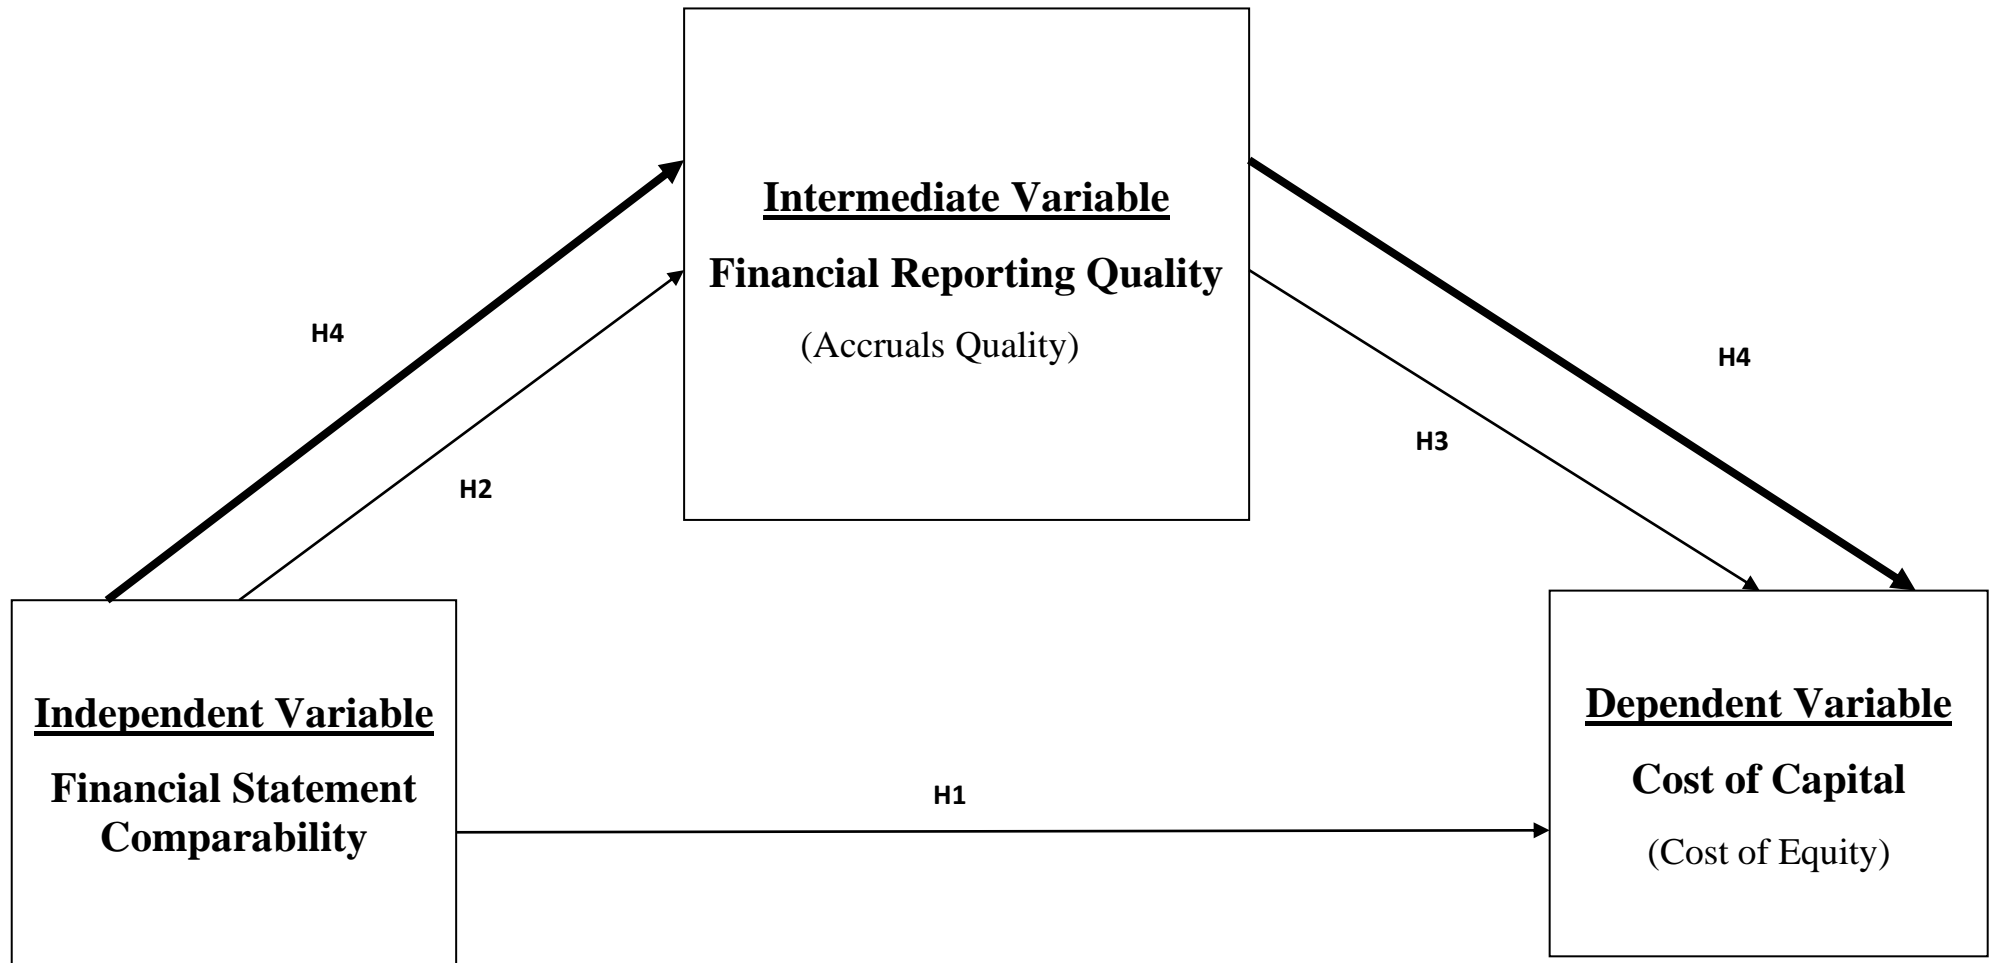 Intermediate Variable
Financial Reporting Quality
(Accruals Quality)
H4
H4
H3
H2
Independent Variable
Financial Statement
Comparability
H1
Dependent Variable
Cost of Capital
(Cost of Equity)